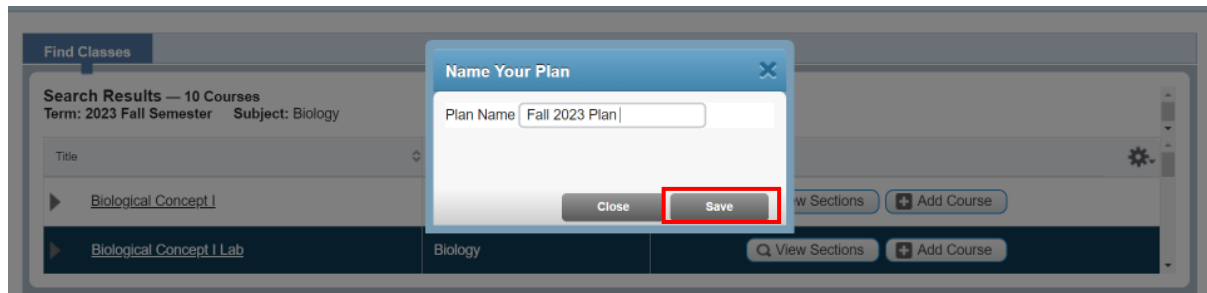 Find Classes
Name Your Plan
Search Results — 10 Courses
Term: 2023 Fall Semester Subject: Biology
Plan Name Fall 2023 Plan
Title
Close Save
Biological Concept I
w Sections Add Course
Biological Concept I Lab Biology View Sections Add Course